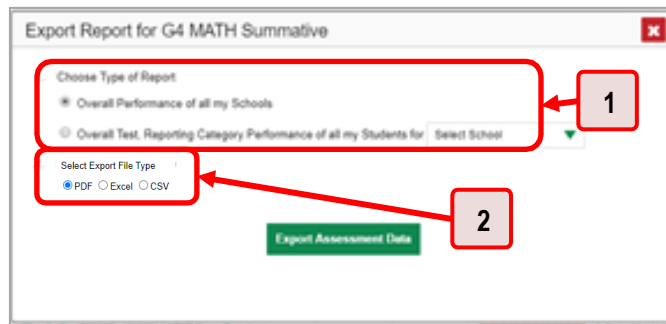 Export Report for G4 MATH Summative
Choose Type of Report
Overall Performance of all my Schools
1
Overall Test, Reporting Category Performance of all my Students for Select School
Select Export File Type
PDF Excel CSV
2
Export Assessment Data